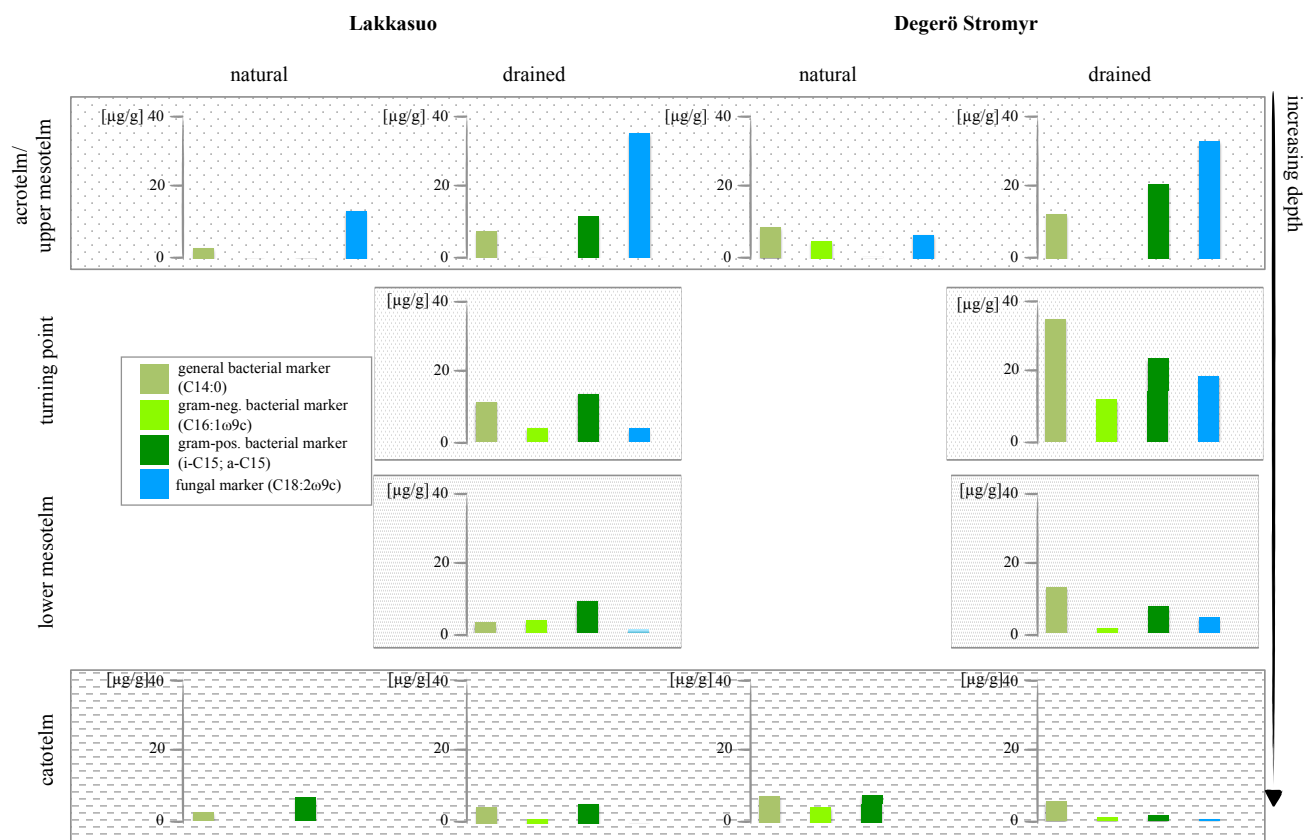 Lakkasuo Degerö Stromyr
natural drained natural drained
acrotelm/
upper mesotelm
[µg/g] 40 [µg/g] 40 [µg/g] 40 [µg/g] 40
20 20 20 20
0 0 0 0
increasing depth
turning point
[µg/g] 40 [µg/g] 40
20 20
0 0
general bacterial marker
(C14:0)
gram-neg. bacterial marker
(C16:1ω9c)
gram-pos. bacterial marker
(i-C15; a-C15)
fungal marker (C18:2ω9c)
lower mesotelm
[µg/g] 40 [µg/g] 40
20 20
0 0
catotelm
[µg/g] 40 [µg/g] 40 [µg/g] 40 [µg/g] 40
20 20 20 20
0 0 0 0